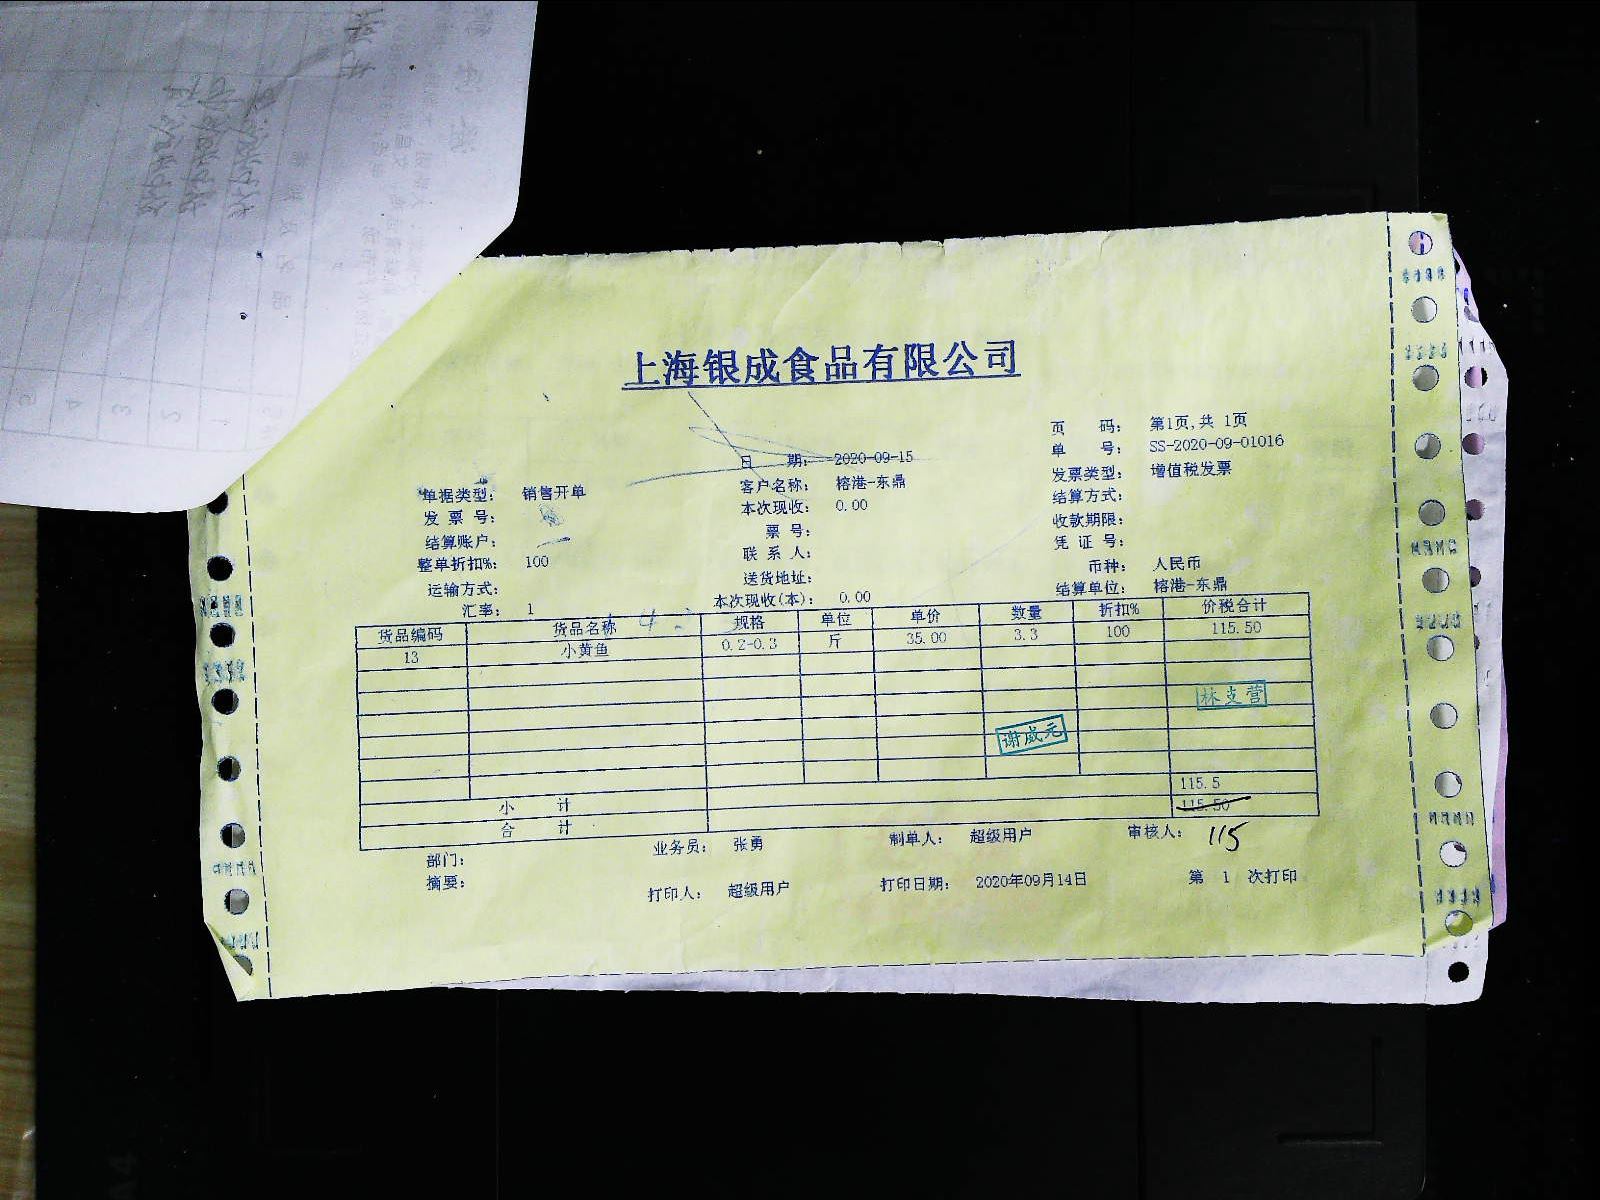 上海银成食品有限公司
页 码： 第1页,共 1页
日 期： 2020-09-15 单 号： SS-2020-09-01016
单据类型： 销售开单 客户名称： 榕港-东鼎 发票类型： 增值税发票
发 票 号： 本次现收： 0.00 结算方式：
结算账户： 票 号： 收款期限：
整单折扣%： 100 联 系 人： 凭 证 号：
运输方式： 送货地址： 币种： 人民币
汇率： 1 本次现收(本)： 0.00 结算单位： 榕港-东鼎
货品编码 货品名称 规格 单位 单价 数量 折扣% 价税合计
13 小黄鱼 0.2-0.3 斤 35.00 3.3 100 115.50
林支营
谢威元
小 计 115.5
合 计 115.50
部门： 业务员： 张勇 制单人： 超级用户 审核人： 115
摘要： 打印人： 超级用户 打印日期： 2020年09月14日 第 1 次打印